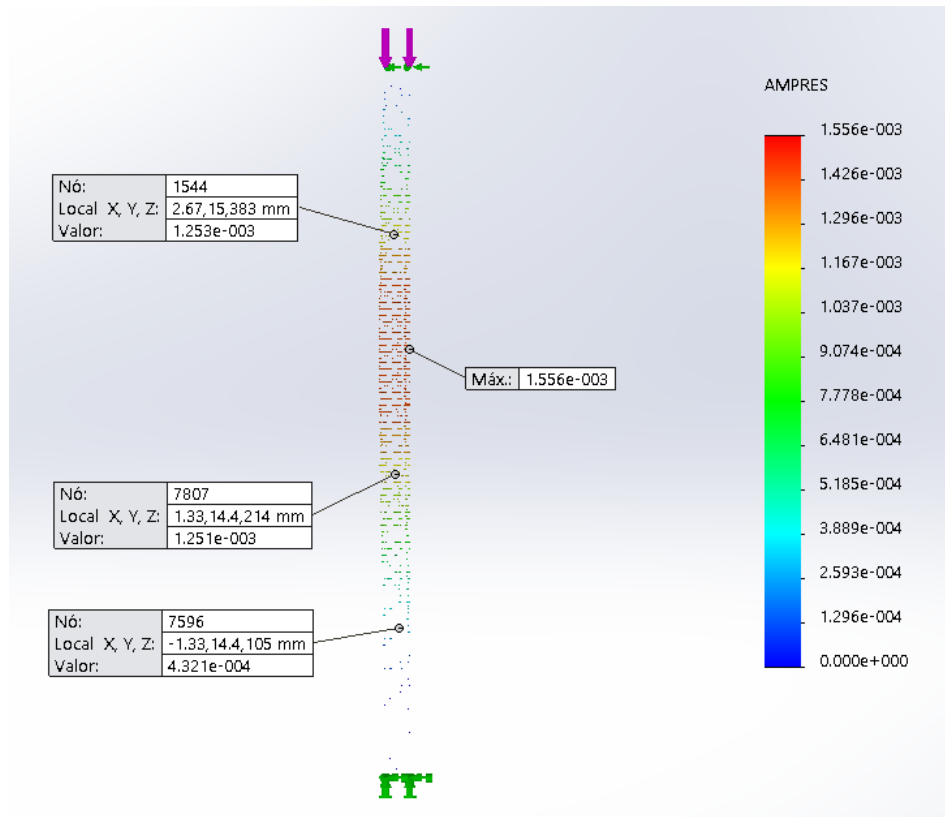 AMPRES
1.556e-003
1.426e-003
1.296e-003
1.167e-003
1.037e-003
9.074e-004
7.778e-004
6.481e-004
5.185e-004
3.889e-004
2.593e-004
1.296e-004
0.000e+000
Nó: 1544
Local X, Y, Z: 2.67,15,383 mm
Valor: 1.253e-003
Máx.: 1.556e-003
Nó: 7807
Local X, Y, Z: 1.33,14.4,214 mm
Valor: 1.251e-003
Nó: 7596
Local X, Y, Z: -1.33,14.4,105 mm
Valor: 4.321e-004